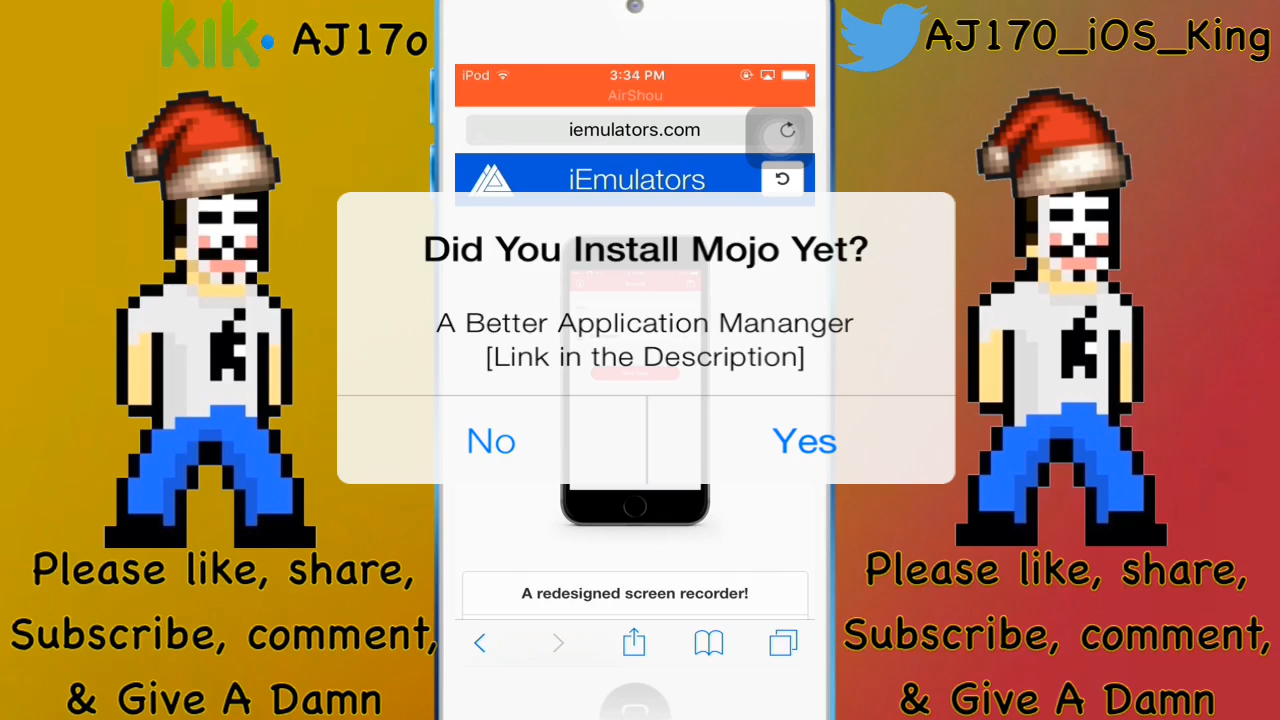 kik• AJ17o
AJ170_iOS_King
iPod
3:34 PM
AirShou
iemulators.com
iEmulators
Did You Install Mojo Yet?
A Better Application Mananger
[Link in the Description]
No
Yes
A redesigned screen recorder!
Please like, share,
Subscribe, comment,
& Give A Damn
Please like, share,
Subscribe, comment,
& Give A Damn